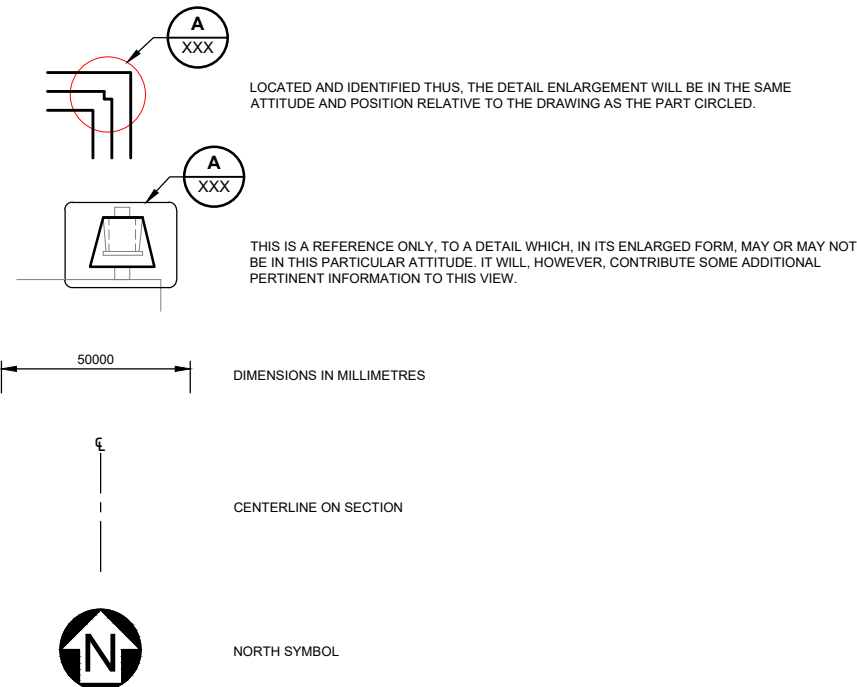 A
XXX
LOCATED AND IDENTIFIED THUS, THE DETAIL ENLARGEMENT WILL BE IN THE SAME
ATTITUDE AND POSITION RELATIVE TO THE DRAWING AS THE PART CIRCLED.
A
XXX
THIS IS A REFERENCE ONLY, TO A DETAIL WHICH, IN ITS ENLARGED FORM, MAY OR MAY NOT
BE IN THIS PARTICULAR ATTITUDE. IT WILL, HOWEVER, CONTRIBUTE SOME ADDITIONAL
PERTINENT INFORMATION TO THIS VIEW.
50000
DIMENSIONS IN MILLIMETRES
℄
CENTERLINE ON SECTION
N
NORTH SYMBOL